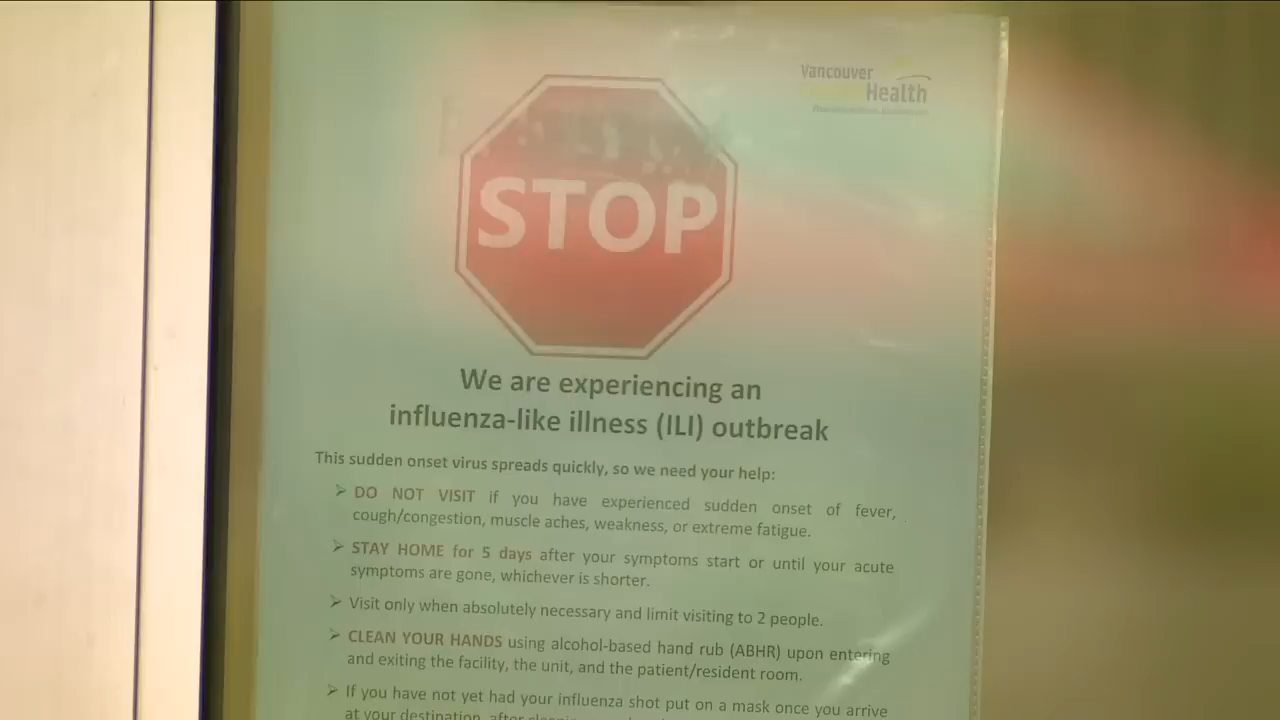 Vancouver
Health
STOP
We are experiencing an
influenza-like illness (ILI) outbreak
This sudden onset virus spreads quickly, so we need your help:
➢ DO NOT VISIT if you have experienced sudden onset of fever,
cough/congestion, muscle aches, weakness, or extreme fatigue.
➢ STAY HOME for 5 days after your symptoms start or until your acute
symptoms are gone, whichever is shorter.
➢ Visit only when absolutely necessary and limit visiting to 2 people.
➢ CLEAN YOUR HANDS using alcohol-based hand rub (ABHR) upon entering
and exiting the facility, the unit, and the patient/resident room.
➢ If you have not yet had your influenza shot put on a mask once you arrive
at your destination, after